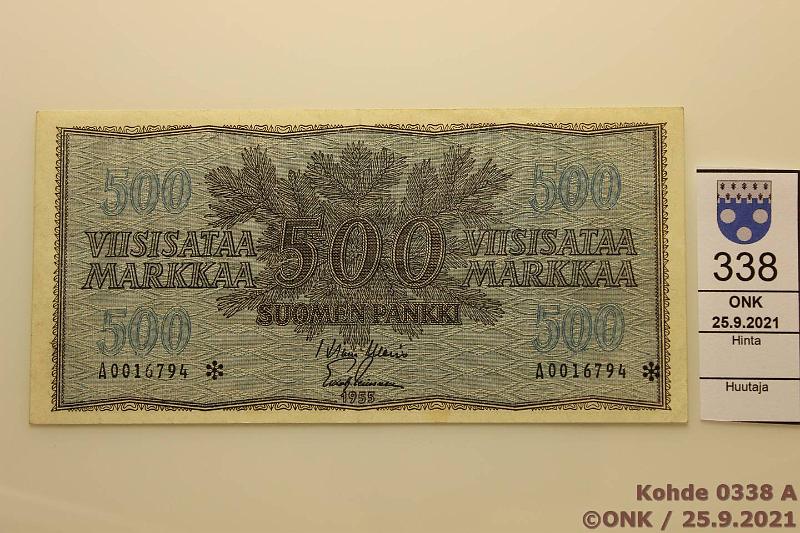 500 500
VIISISATAA 500 VIISISATAA
MARKKAA MARKKAA
SUOMEN PANKKI
500 500
A0016794 * A0016794 *
1955
338
ONK
25.9.2021
Hinta
Huutaja
Kohde 0338 A
©ONK / 25.9.2021